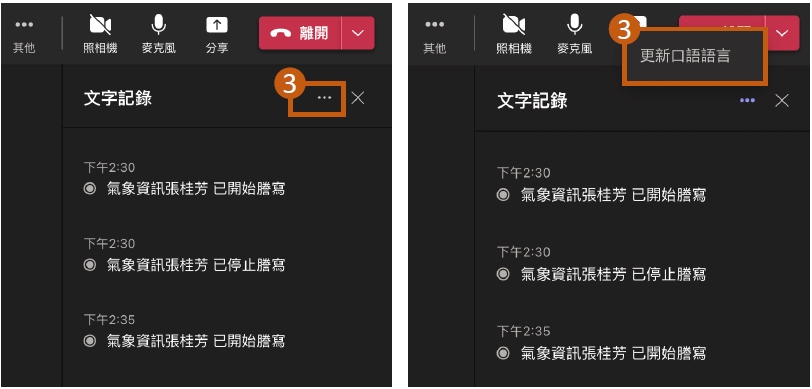 其他
照相機
麥克風
分享
離開
文字記錄
3
下午2:30
氣象資訊張桂芳 已開始謄寫
下午2:30
氣象資訊張桂芳 已停止謄寫
下午2:35
氣象資訊張桂芳 已開始謄寫
其他
照相機
麥克風
3
更新口語語言
文字記錄
下午2:30
氣象資訊張桂芳 已開始謄寫
下午2:30
氣象資訊張桂芳 已停止謄寫
下午2:35
氣象資訊張桂芳 已開始謄寫